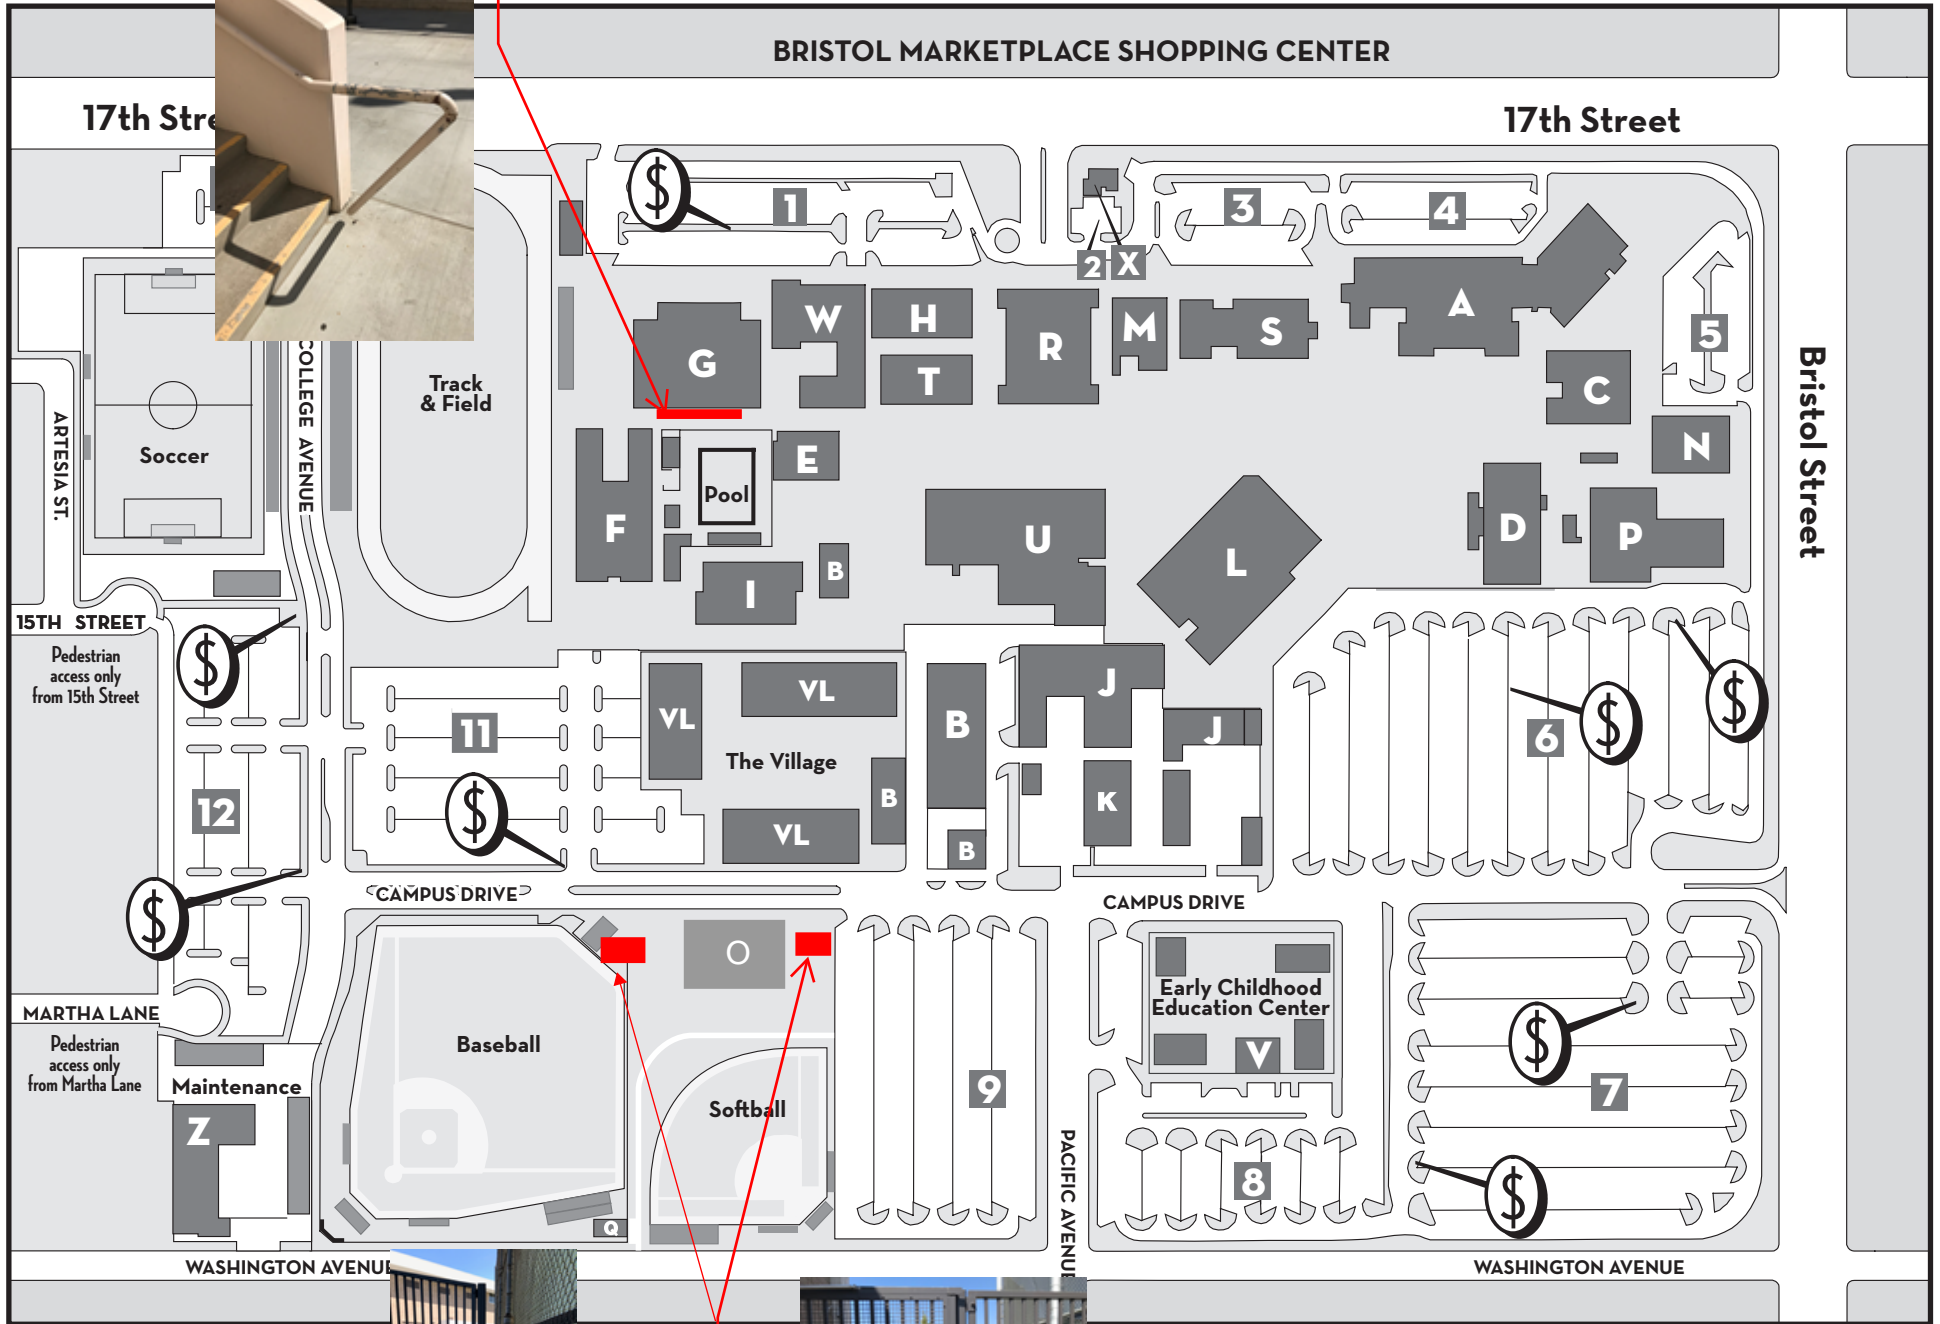 BRISTOL MARKETPLACE SHOPPING CENTER
17th Stre
17th Street
$
1
2
X
3
4
5
W
H
G
T
R
M
S
A
C
N
Track
& Field
COLLEGE AVENUE
ARTESIA ST.
Soccer
Bristol Street
E
Pool
F
I
B
U
L
D
P
15TH STREET
Pedestrian
access only
from 15th Street
$
11
12
VL
VL
The Village
VL
B
B
B
J
J
K
6
$
$
$
$
CAMPUS DRIVE
CAMPUS DRIVE
O
Early Childhood
Education Center
V
MARTHA LANE
Pedestrian
access only
from Martha Lane
Baseball
Softball
9
$
7
Maintenance
Z
Q
8
$
PACIFIC AVENUE
WASHINGTON AVENUE
WASHINGTON AVENUE